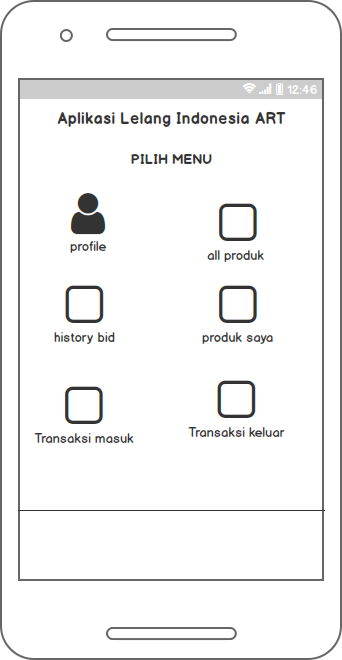 12:46
Aplikasi Lelang Indonesia ART
PILIH MENU
profile
all produk
history bid
produk saya
Transaksi masuk
Transaksi keluar